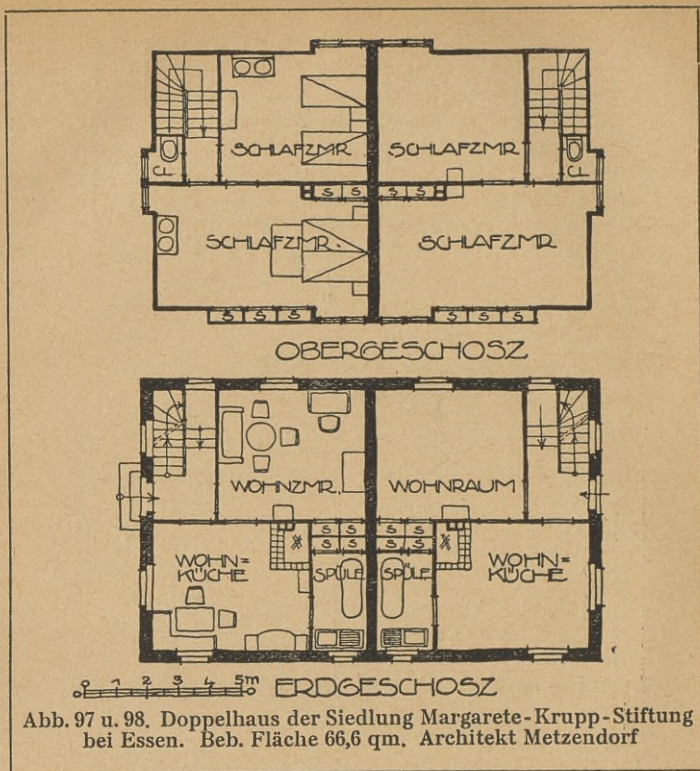 SCHLAFZMR SCHLAFZMR
C C
S S S S
SCHLAFZMR. SCHLAFZMR
S S S S S S
OBERGESCHOSZ
WOHNZMR. WOHNRAUM
S S S S
S S S S
WOHN= KÜCHE SPÜLE SPÜLE WOHN= KÜCHE
0 1 2 3 4 5m
ERDGESCHOSZ
Abb. 97 u. 98. Doppelhaus der Siedlung Margarete-Krupp-Stiftung
bei Essen. Beb. Fläche 66,6 qm. Architekt Metzendorf